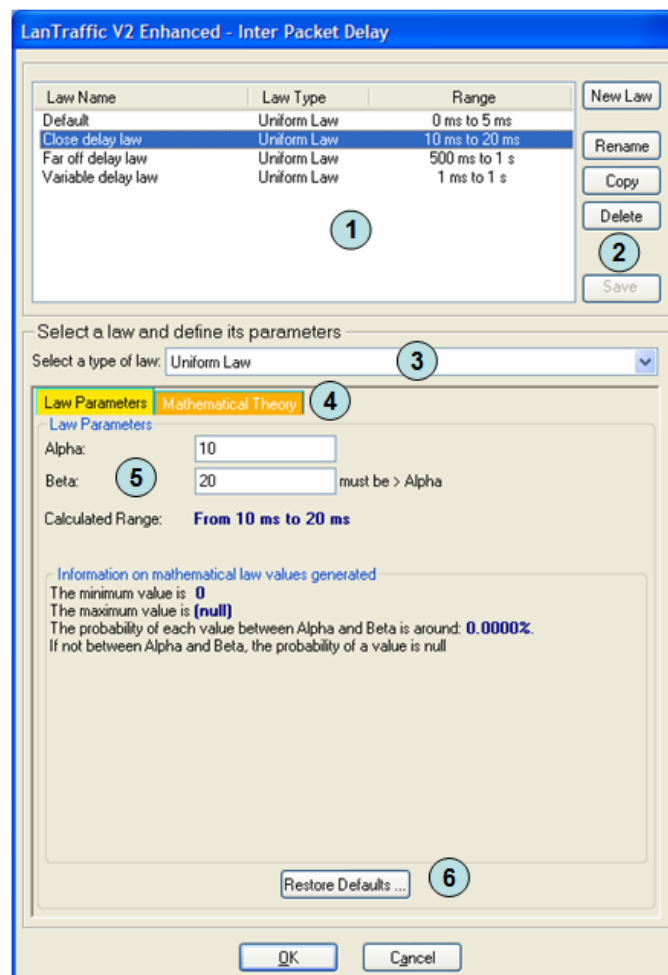 LanTraffic V2 Enhanced - Inter Packet Delay
Law Name Law Type Range
Default Uniform Law 0 ms to 5 ms
Close delay law Uniform Law 10 ms to 20 ms
Far off delay law Uniform Law 500 ms to 1 s
Variable delay law Uniform Law 1 ms to 1 s
1
New Law
Rename
Copy
Delete
2
Save
Select a law and define its parameters
Select a type of law: Uniform Law 3
Law Parameters Mathematical Theory 4
Law Parameters
Alpha: 10
Beta: 5 20 must be > Alpha
Calculated Range: From 10 ms to 20 ms
Information on mathematical law values generated
The minimum value is 0
The maximum value is (null)
The probability of each value between Alpha and Beta is around: 0.0000%.
If not between Alpha and Beta, the probability of a value is null
Restore Defaults ... 6
OK Cancel